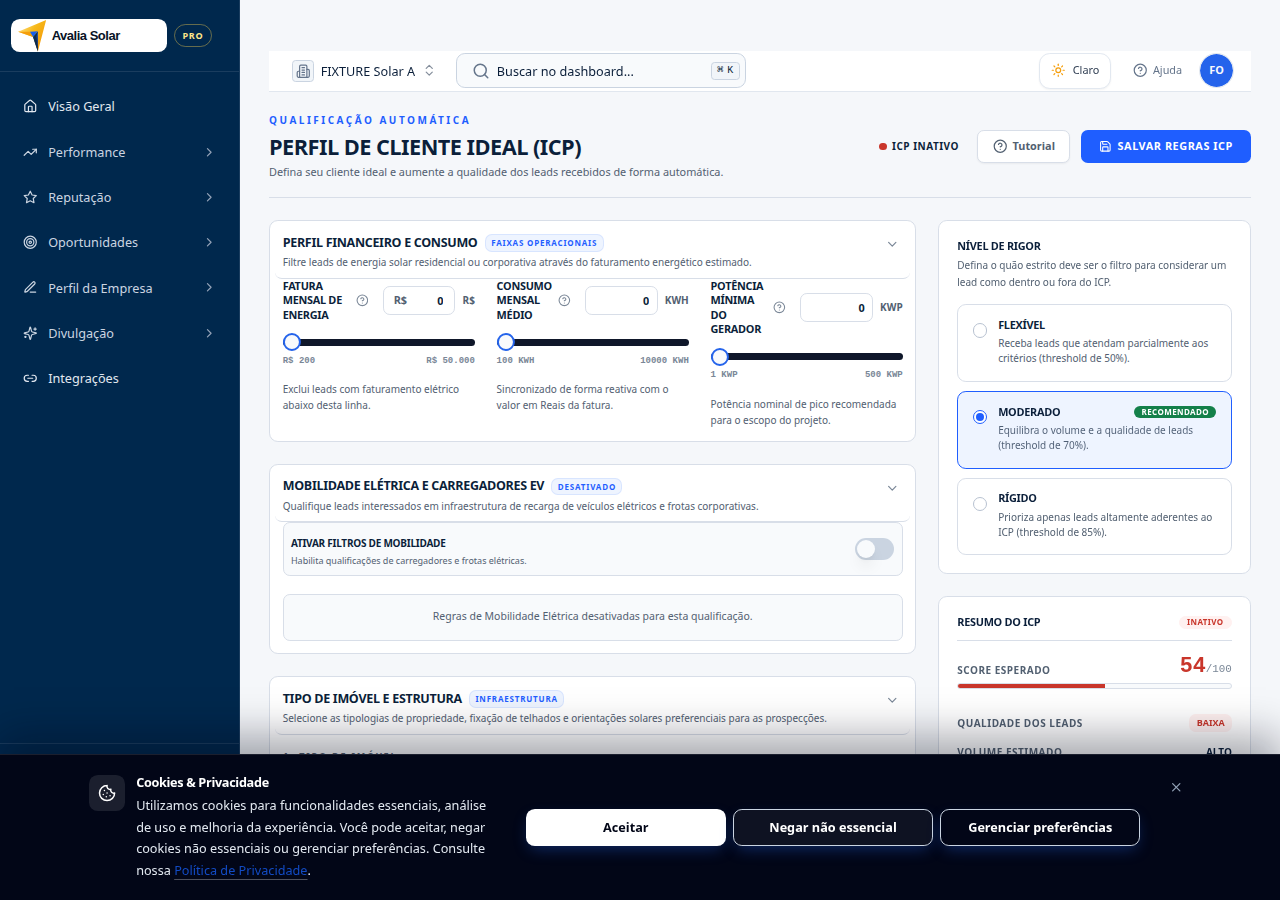 Avalia Solar
PRO
Visão Geral
Performance
Reputação
Oportunidades
Perfil da Empresa
Divulgação
Integrações
FIXTURE Solar A
Buscar no dashboard...
⌘ K
Claro
Ajuda
FO
QUALIFICAÇÃO AUTOMÁTICA
PERFIL DE CLIENTE IDEAL (ICP)
Defina seu cliente ideal e aumente a qualidade dos leads recebidos de forma automática.
ICP INATIVO
Tutorial
SALVAR REGRAS ICP
PERFIL FINANCEIRO E CONSUMO
FAIXAS OPERACIONAIS
Filtre leads de energia solar residencial ou corporativa através do faturamento energético estimado.
FATURA
MENSAL DE
ENERGIA
R$ 0 R$
R$ 200 R$ 50.000
Exclui leads com faturamento elétrico
abaixo desta linha.
CONSUMO
MENSAL
MÉDIO
0 KWH
100 KWH 10000 KWH
Sincronizado de forma reativa com o
valor em Reais da fatura.
POTÊNCIA
MÍNIMA
DO
GERADOR
0 KWP
1 KWP 500 KWP
Potência nominal de pico recomendada
para o escopo do projeto.
MOBILIDADE ELÉTRICA E CARREGADORES EV
DESATIVADO
Qualifique leads interessados em infraestrutura de recarga de veículos elétricos e frotas corporativas.
ATIVAR FILTROS DE MOBILIDADE
Habilita qualificações de carregadores e frotas elétricas.
Regras de Mobilidade Elétrica desativadas para esta qualificação.
TIPO DE IMÓVEL E ESTRUTURA
INFRAESTRUTURA
Selecione as tipologias de propriedade, fixação de telhados e orientações solares preferenciais para as prospecções.
NÍVEL DE RIGOR
Defina o quão estrito deve ser o filtro para considerar um
lead como dentro ou fora do ICP.
FLEXÍVEL
Receba leads que atendam parcialmente aos
critérios (threshold de 50%).
MODERADO
RECOMENDADO
Equilibra o volume e a qualidade de leads
(threshold de 70%).
RÍGIDO
Prioriza apenas leads altamente aderentes ao
ICP (threshold de 85%).
RESUMO DO ICP
INATIVO
SCORE ESPERADO
54/100
QUALIDADE DOS LEADS
BAIXA
VOLUME ESTIMADO
ALTO
Cookies & Privacidade
Utilizamos cookies para funcionalidades essenciais, análise
de uso e melhoria da experiência. Você pode aceitar, negar
cookies não essenciais ou gerenciar preferências. Consulte
nossa Política de Privacidade.
Aceitar
Negar não essencial
Gerenciar preferências